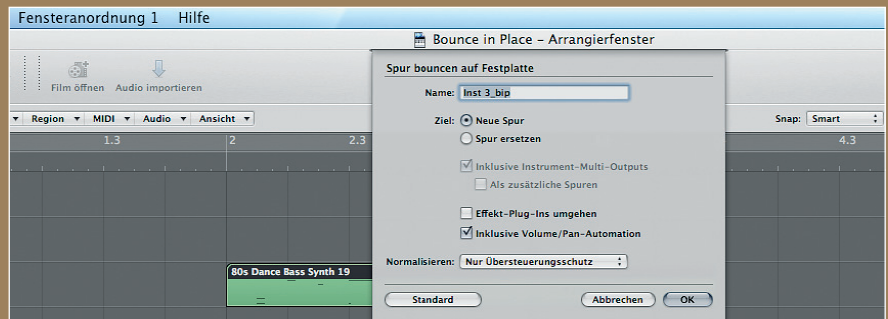 Fensteranordnung 1 Hilfe
Bounce in Place – Arrangierfenster
Film öffnen Audio importieren
Region MIDI Audio Ansicht
Snap: Smart
1.3 2 2.3 4.3
80s Dance Bass Synth 19
Spur bouncen auf Festplatte
Name: Inst 3_bip
Ziel: Neue Spur
Spur ersetzen
Inklusive Instrument-Multi-Outputs
Als zusätzliche Spuren
Effekt-Plug-Ins umgehen
Inklusive Volume/Pan-Automation
Normalisieren: Nur Übersteuerungsschutz
Standard Abbrechen OK